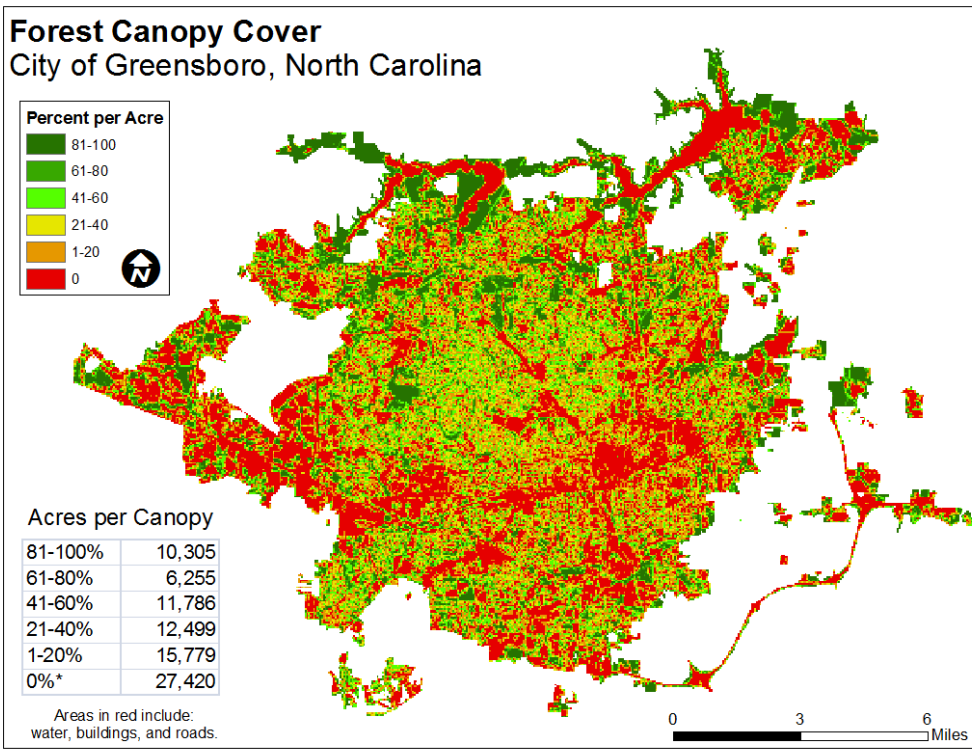 Forest Canopy Cover
City of Greensboro, North Carolina
Percent per Acre
81-100
61-80
41-60
21-40
1-20
0
N
Acres per Canopy
81-100% 10,305
61-80% 6,255
41-60% 11,786
21-40% 12,499
1-20% 15,779
0%* 27,420
Areas in red include:
water, buildings, and roads.
0 3 6
Miles